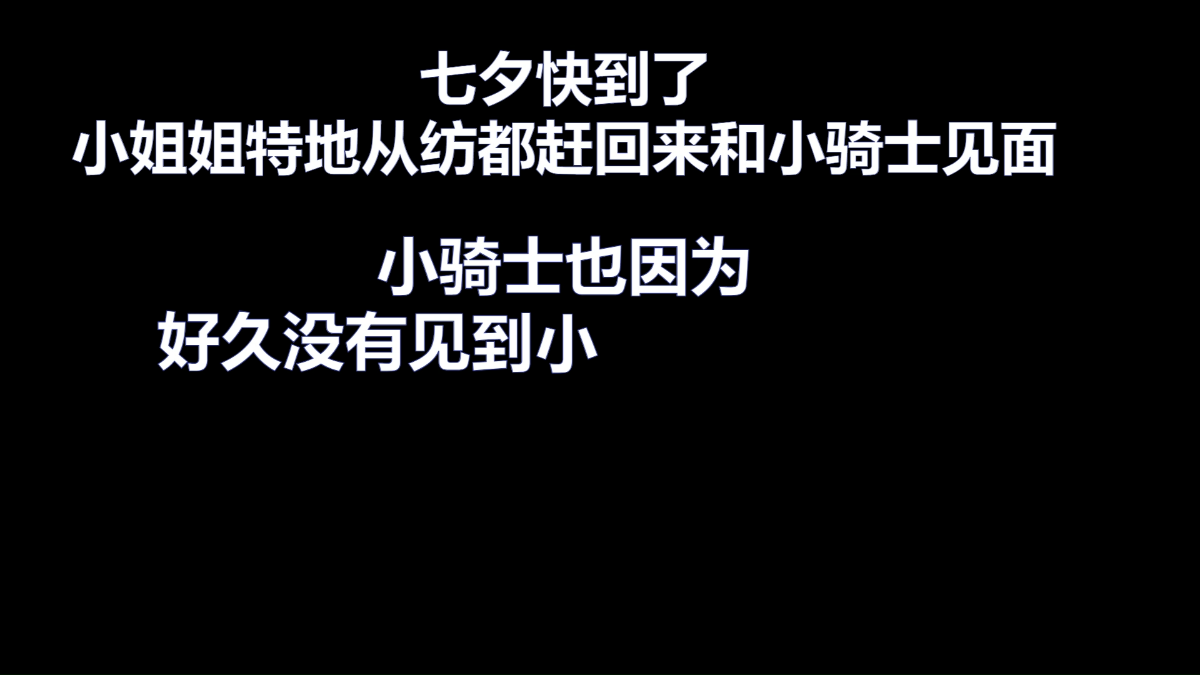 七夕快到了
小姐姐特地从纺都赶回来和小骑士见面
小骑士也因为
好久没有见到小